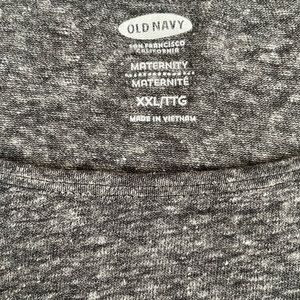 OLD NAVY
SAN FRANCISCO
CALIFORNIA
MATERNITY
MATERNITÉ
XXL/TTG
MADE IN VIETNAM